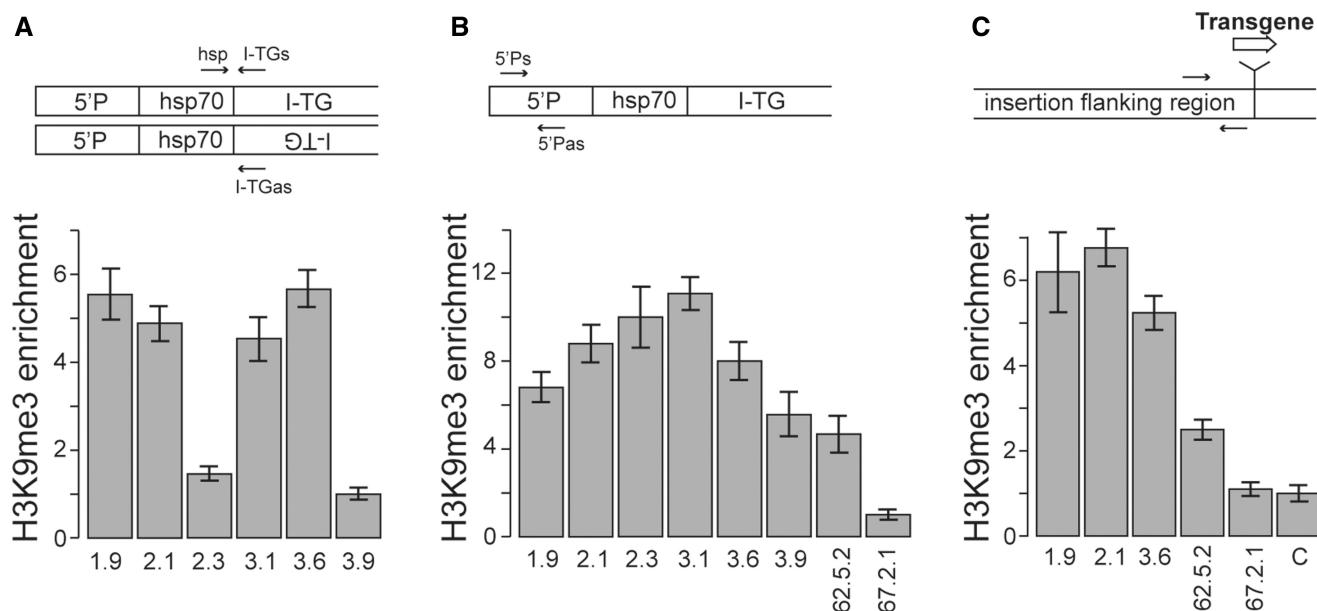 A
hsp I-TGs
5'P hsp70 I-TG
5'P hsp70 I-TG
I-TGas
H3K9me3 enrichment
6
4
2
0
1.9 2.1 2.3 3.1 3.6 3.9
B
5'Ps
5'P hsp70 I-TG
5'Pas
H3K9me3 enrichment
12
8
4
0
1.9 2.1 2.3 3.1 3.6 3.9 62.5.2 67.2.1
C
Transgene
insertion flanking region
H3K9me3 enrichment
6
4
2
0
1.9 2.1 3.6 62.5.2 67.2.1 C